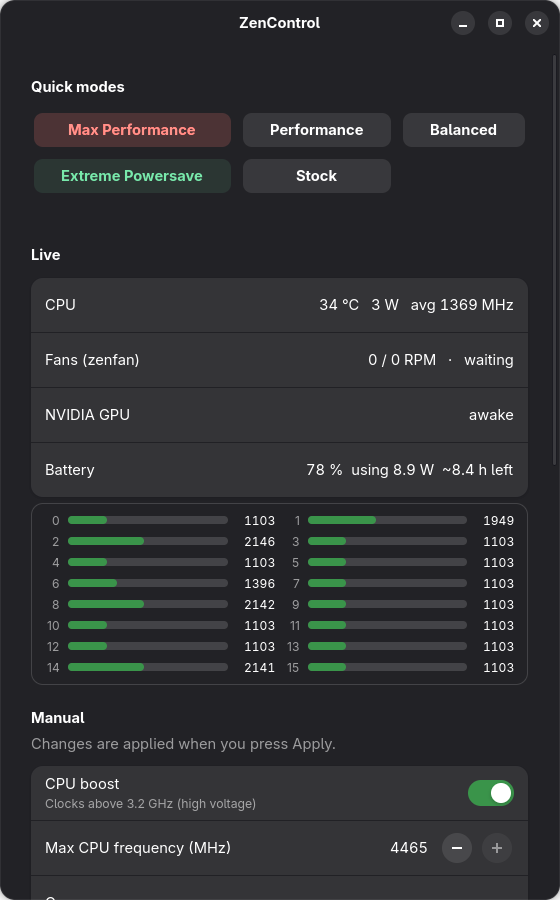 ZenControl
Quick modes
Max Performance Performance Balanced
Extreme Powersave Stock
Live
CPU 34 °C 3 W avg 1369 MHz
Fans (zenfan) 0 / 0 RPM · waiting
NVIDIA GPU awake
Battery 78 % using 8.9 W ~8.4 h left
0 1103 1 1949
2 2146 3 1103
4 1103 5 1103
6 1396 7 1103
8 2142 9 1103
10 1103 11 1103
12 1103 13 1103
14 2141 15 1103
Manual
Changes are applied when you press Apply.
CPU boost
Clocks above 3.2 GHz (high voltage)
Max CPU frequency (MHz) 4465 − +